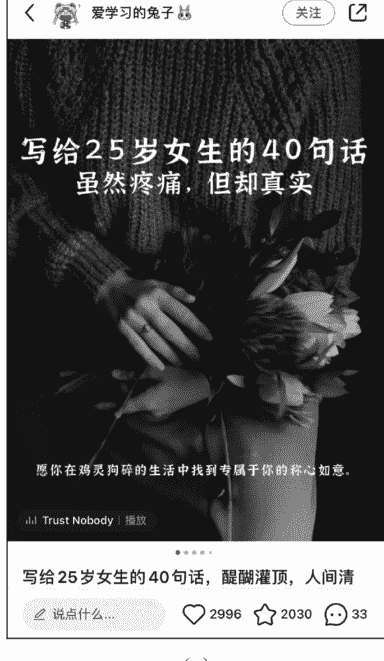 爱学习的兔子
关注
写给25岁女生的40句话
虽然疼痛，但却真实
愿你在鸡灵狗碎的生活中找到专属于你的称心如意。
Trust Nobody | 播放
写给25岁女生的40句话，醍醐灌顶，人间清
说点什么...
2996
2030
33